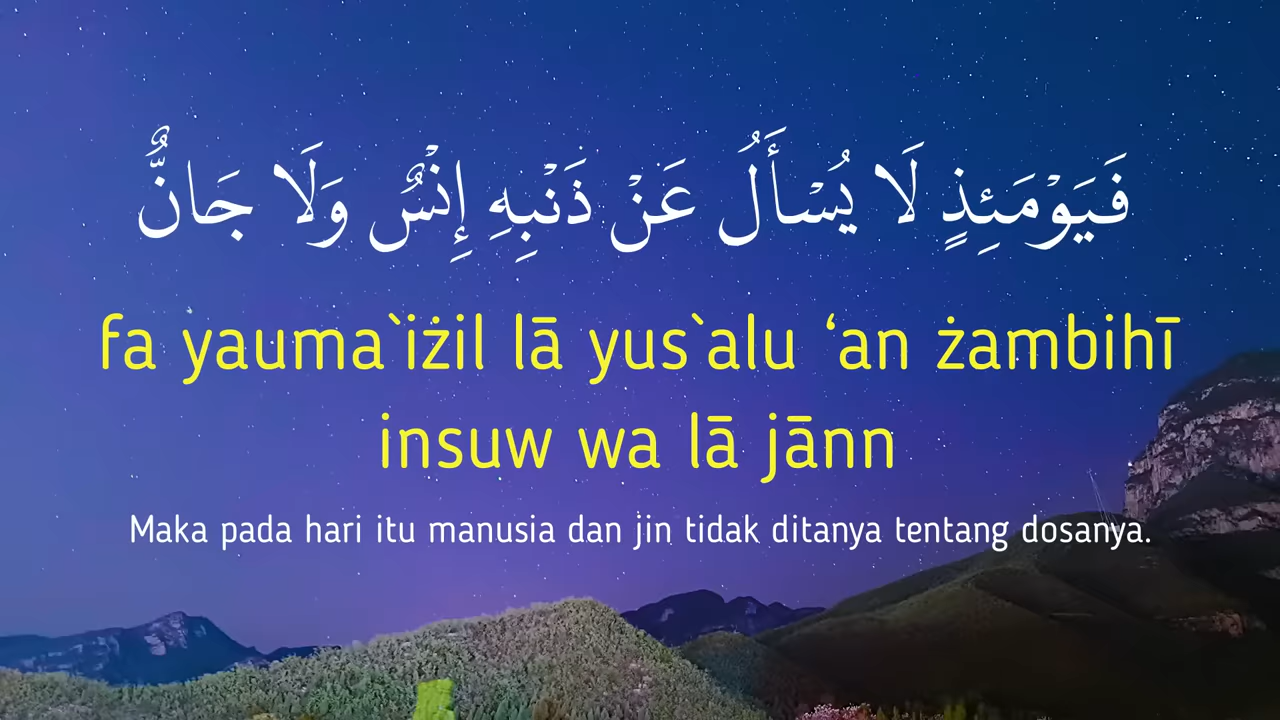 فَيَوْمَئِذٍ لَا يُسْأَلُ عَنْ ذَنْبِهِ إِنْسٌ وَلَا جَانٌّ
fa yauma`iżil lā yus`alu ‘an żambihī
insuw wa lā jānn
Maka pada hari itu manusia dan jin tidak ditanya tentang dosanya.